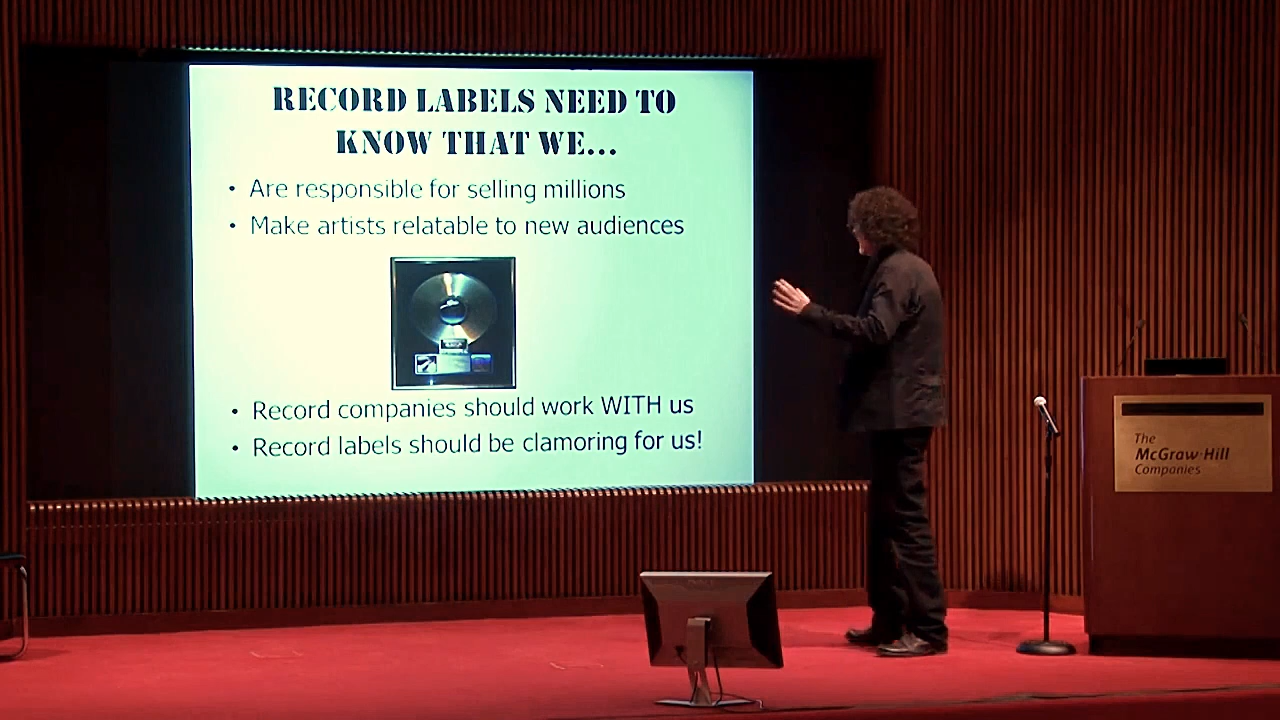 RECORD LABELS NEED TO
KNOW THAT WE...
• Are responsible for selling millions
• Make artists relatable to new audiences
• Record companies should work WITH us
• Record labels should be clamoring for us!
The
McGraw·Hill
Companies